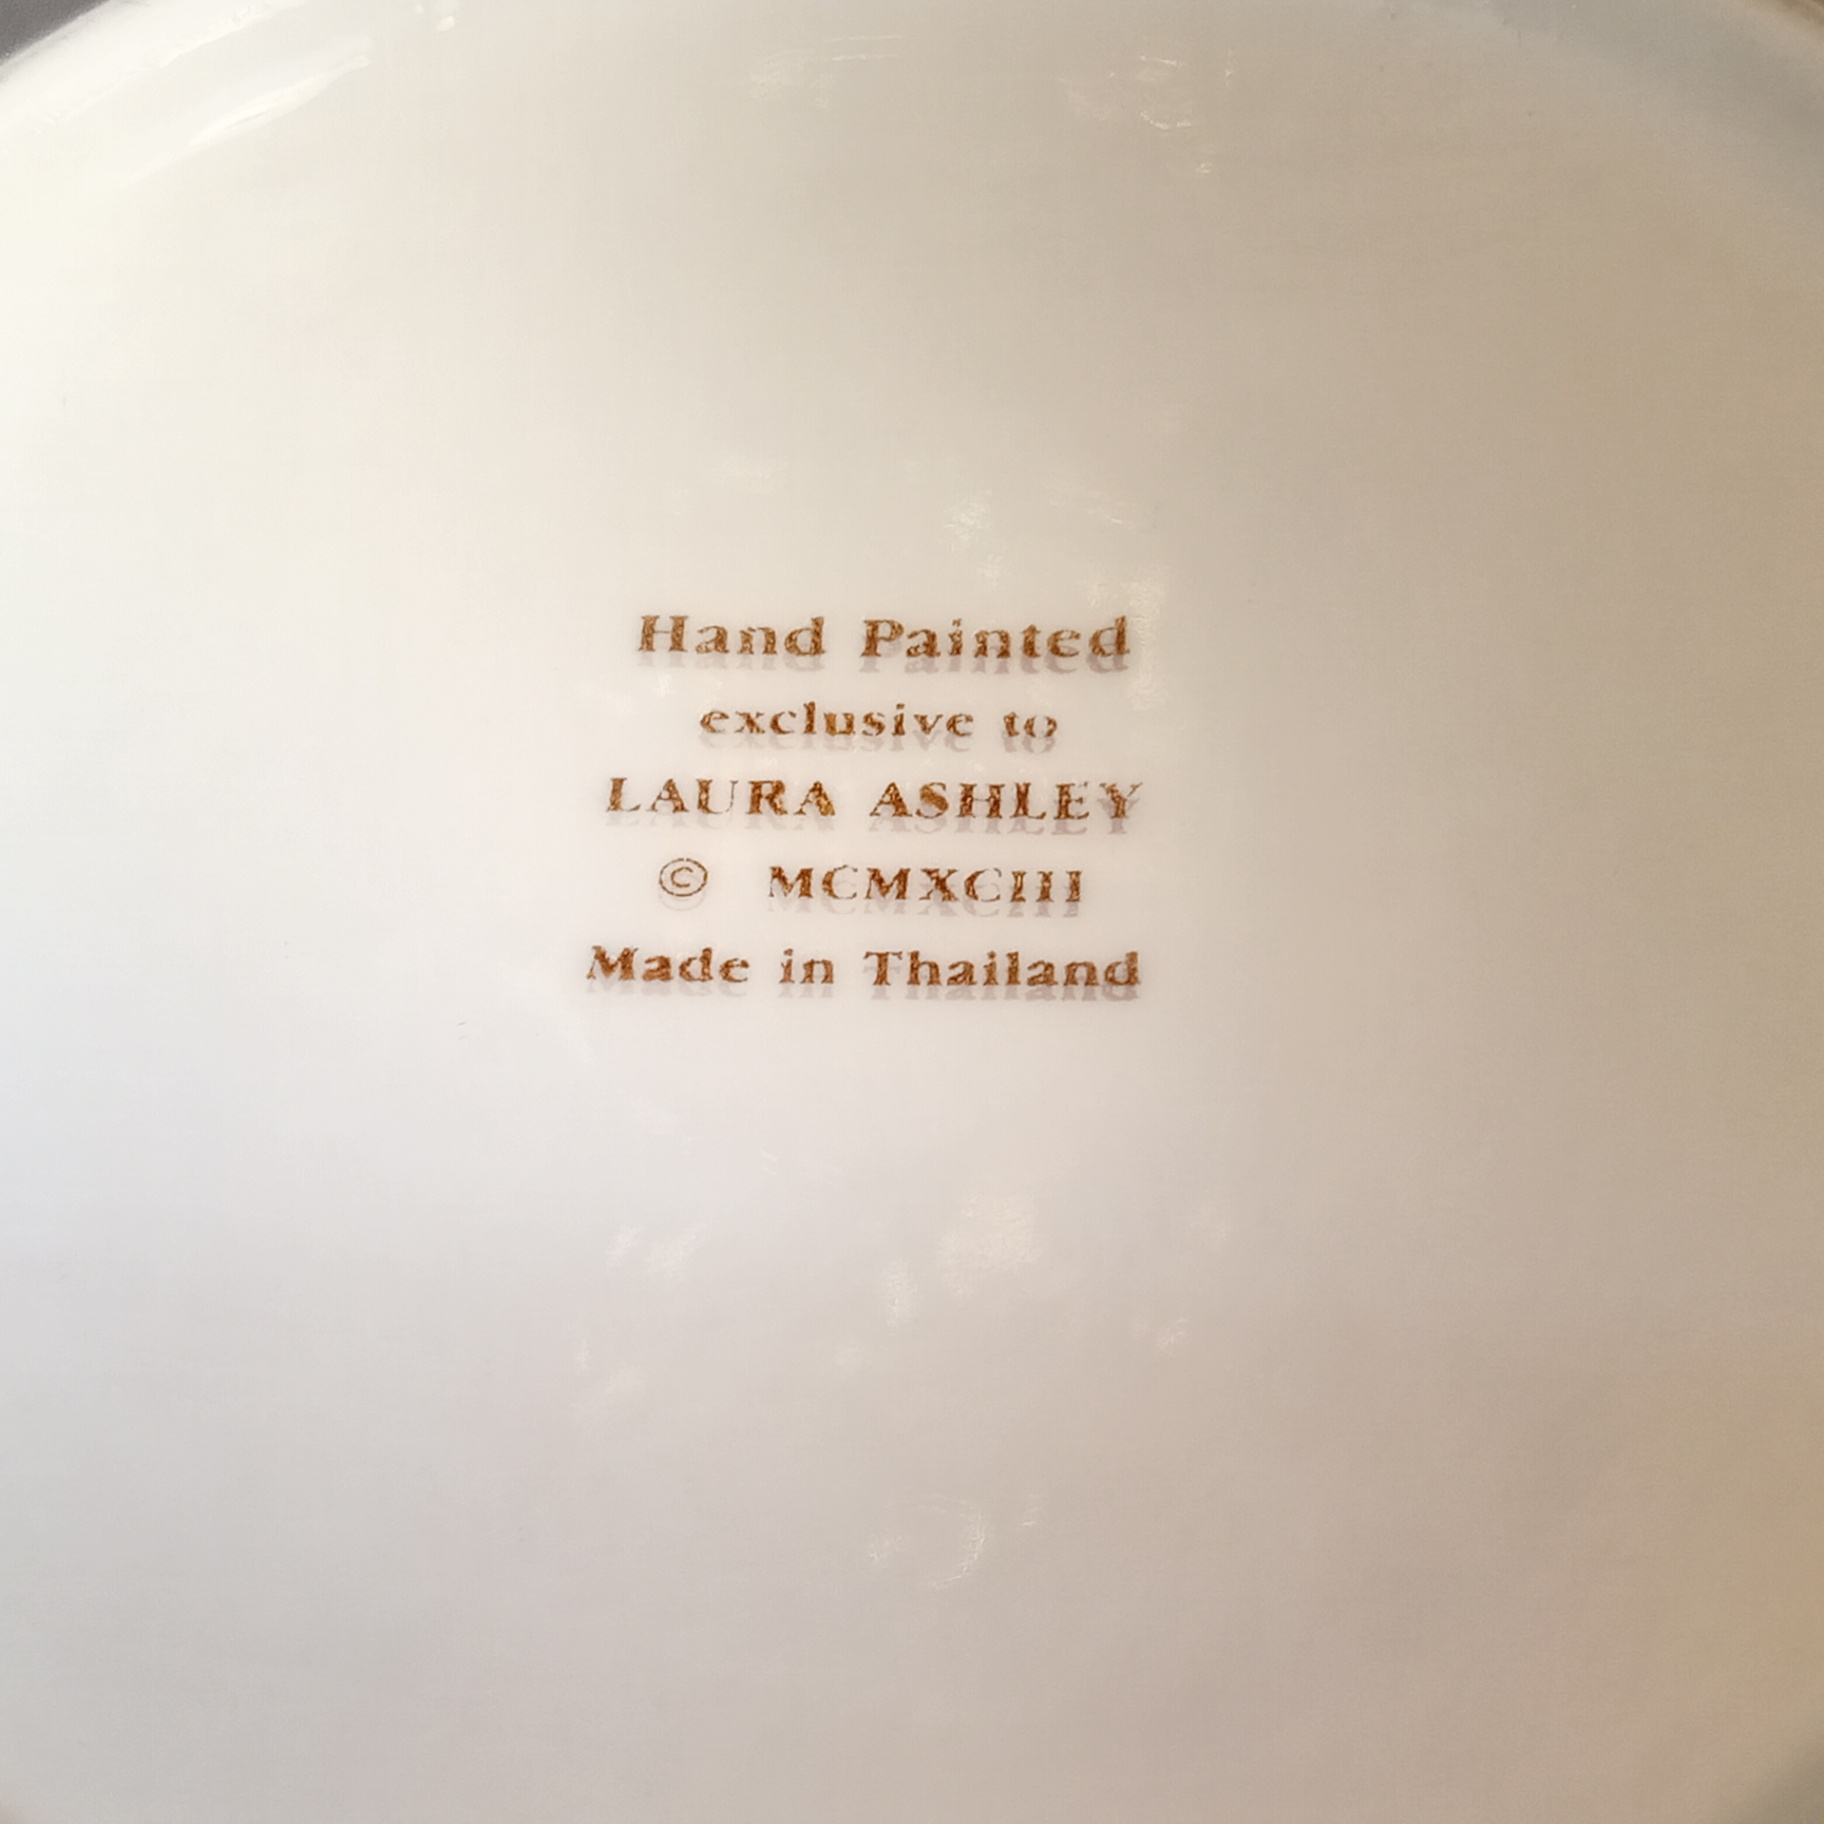 Hand Painted
exclusive to
LAURA ASHLEY
© MCMXCIII
Made in Thailand